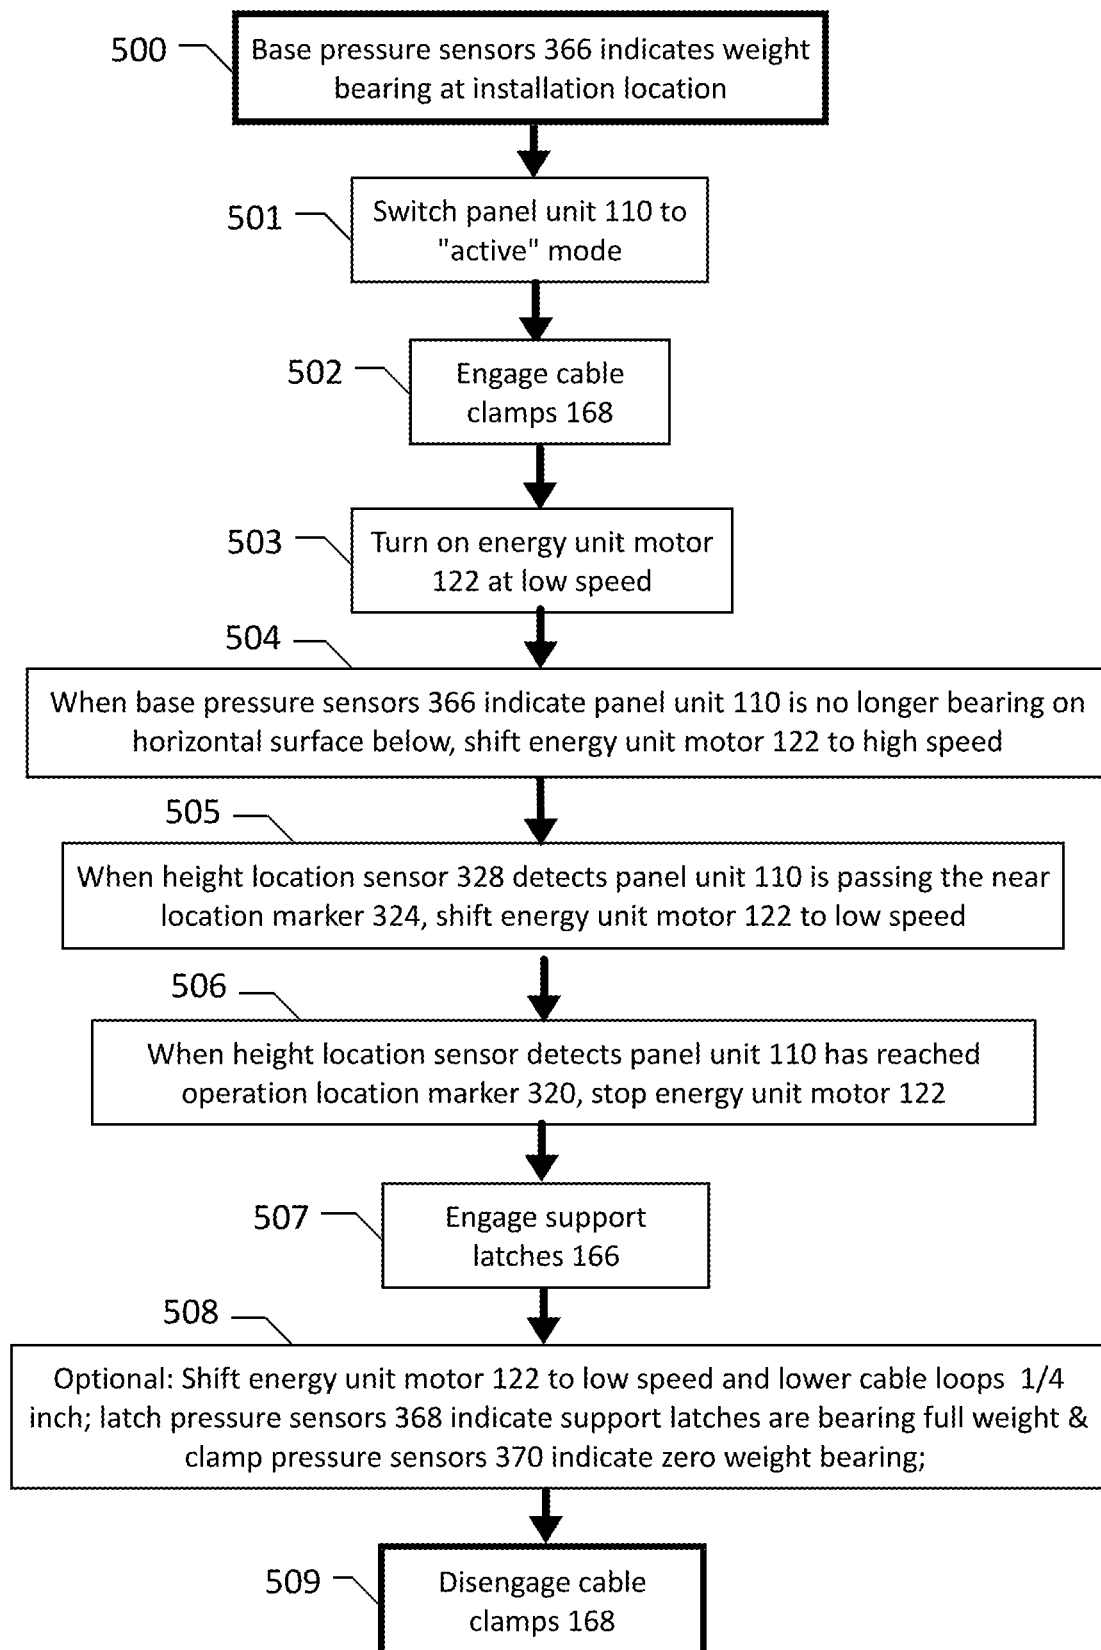 500
Base pressure sensors 366 indicates weight
bearing at installation location
501
Switch panel unit 110 to
"active" mode
502
Engage cable
clamps 168
503
Turn on energy unit motor
122 at low speed
504
When base pressure sensors 366 indicate panel unit 110 is no longer bearing on
horizontal surface below, shift energy unit motor 122 to high speed
505
When height location sensor 328 detects panel unit 110 is passing the near
location marker 324, shift energy unit motor 122 to low speed
506
When height location sensor detects panel unit 110 has reached
operation location marker 320, stop energy unit motor 122
507
Engage support
latches 166
508
Optional: Shift energy unit motor 122 to low speed and lower cable loops 1/4
inch; latch pressure sensors 368 indicate support latches are bearing full weight &
clamp pressure sensors 370 indicate zero weight bearing;
509
Disengage cable
clamps 168